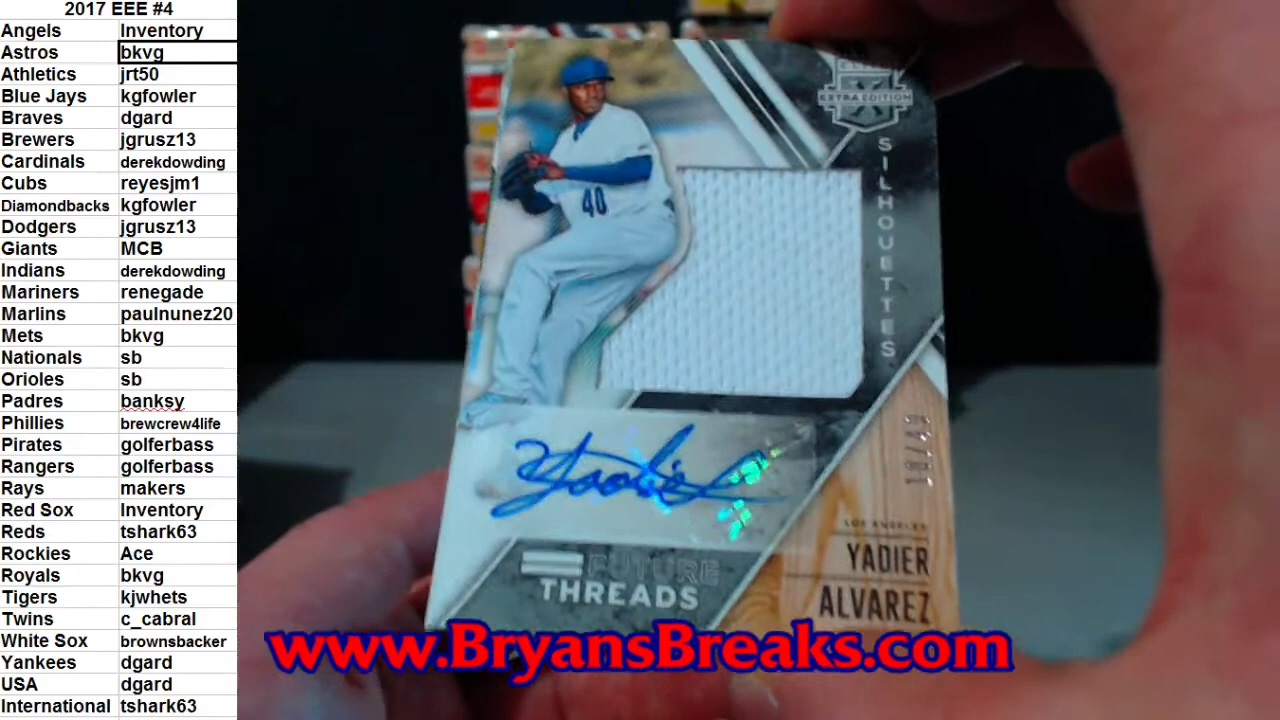 2017 EEE #4
Angels Inventory
Astros bkvg
Athletics jrt50
Blue Jays kgfowler
Braves dgard
Brewers jgrusz13
Cardinals derekdowding
Cubs reyesjm1
Diamondbacks kgfowler
Dodgers jgrusz13
Giants MCB
Indians derekdowding
Mariners renegade
Marlins paulnunez20
Mets bkvg
Nationals sb
Orioles sb
Padres banksy
Phillies brewcrew4life
Pirates golferbass
Rangers golferbass
Rays makers
Red Sox Inventory
Reds tshark63
Rockies Ace
Royals bkvg
Tigers kjwhets
Twins c_cabral
White Sox brownsbacker
Yankees dgard
USA dgard
International tshark63
EXTRA EDITION
SILHOUETTES
40
18/49
LOS ANGELES
YADIER
ALVAREZ
FUTURE
THREADS
www.BryansBreaks.com